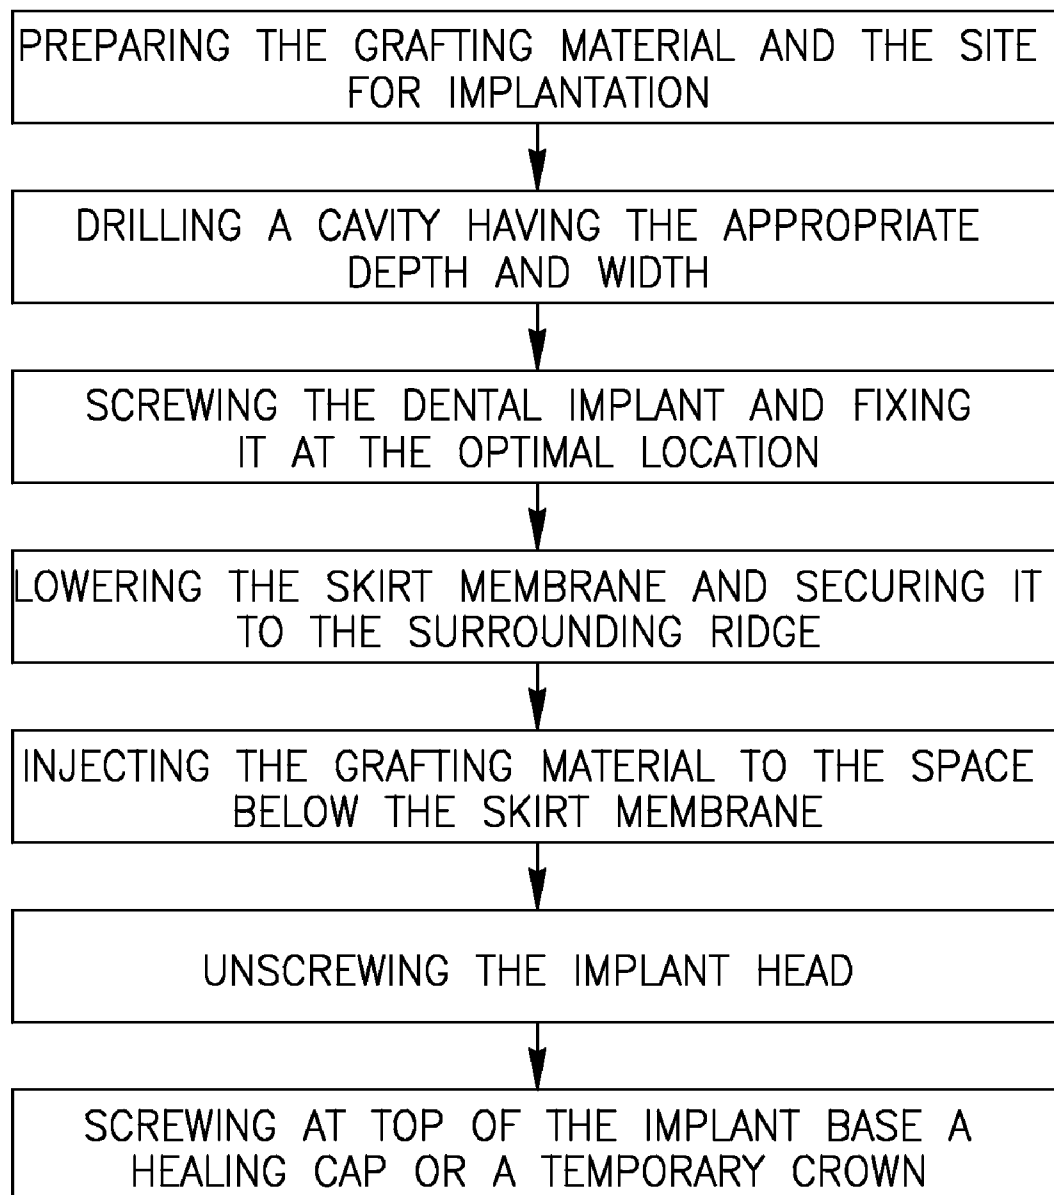 PREPARING THE GRAFTING MATERIAL AND THE SITE
FOR IMPLANTATION
DRILLING A CAVITY HAVING THE APPROPRIATE
DEPTH AND WIDTH
SCREWING THE DENTAL IMPLANT AND FIXING
IT AT THE OPTIMAL LOCATION
LOWERING THE SKIRT MEMBRANE AND SECURING IT
TO THE SURROUNDING RIDGE
INJECTING THE GRAFTING MATERIAL TO THE SPACE
BELOW THE SKIRT MEMBRANE
UNSCREWING THE IMPLANT HEAD
SCREWING AT TOP OF THE IMPLANT BASE A
HEALING CAP OR A TEMPORARY CROWN